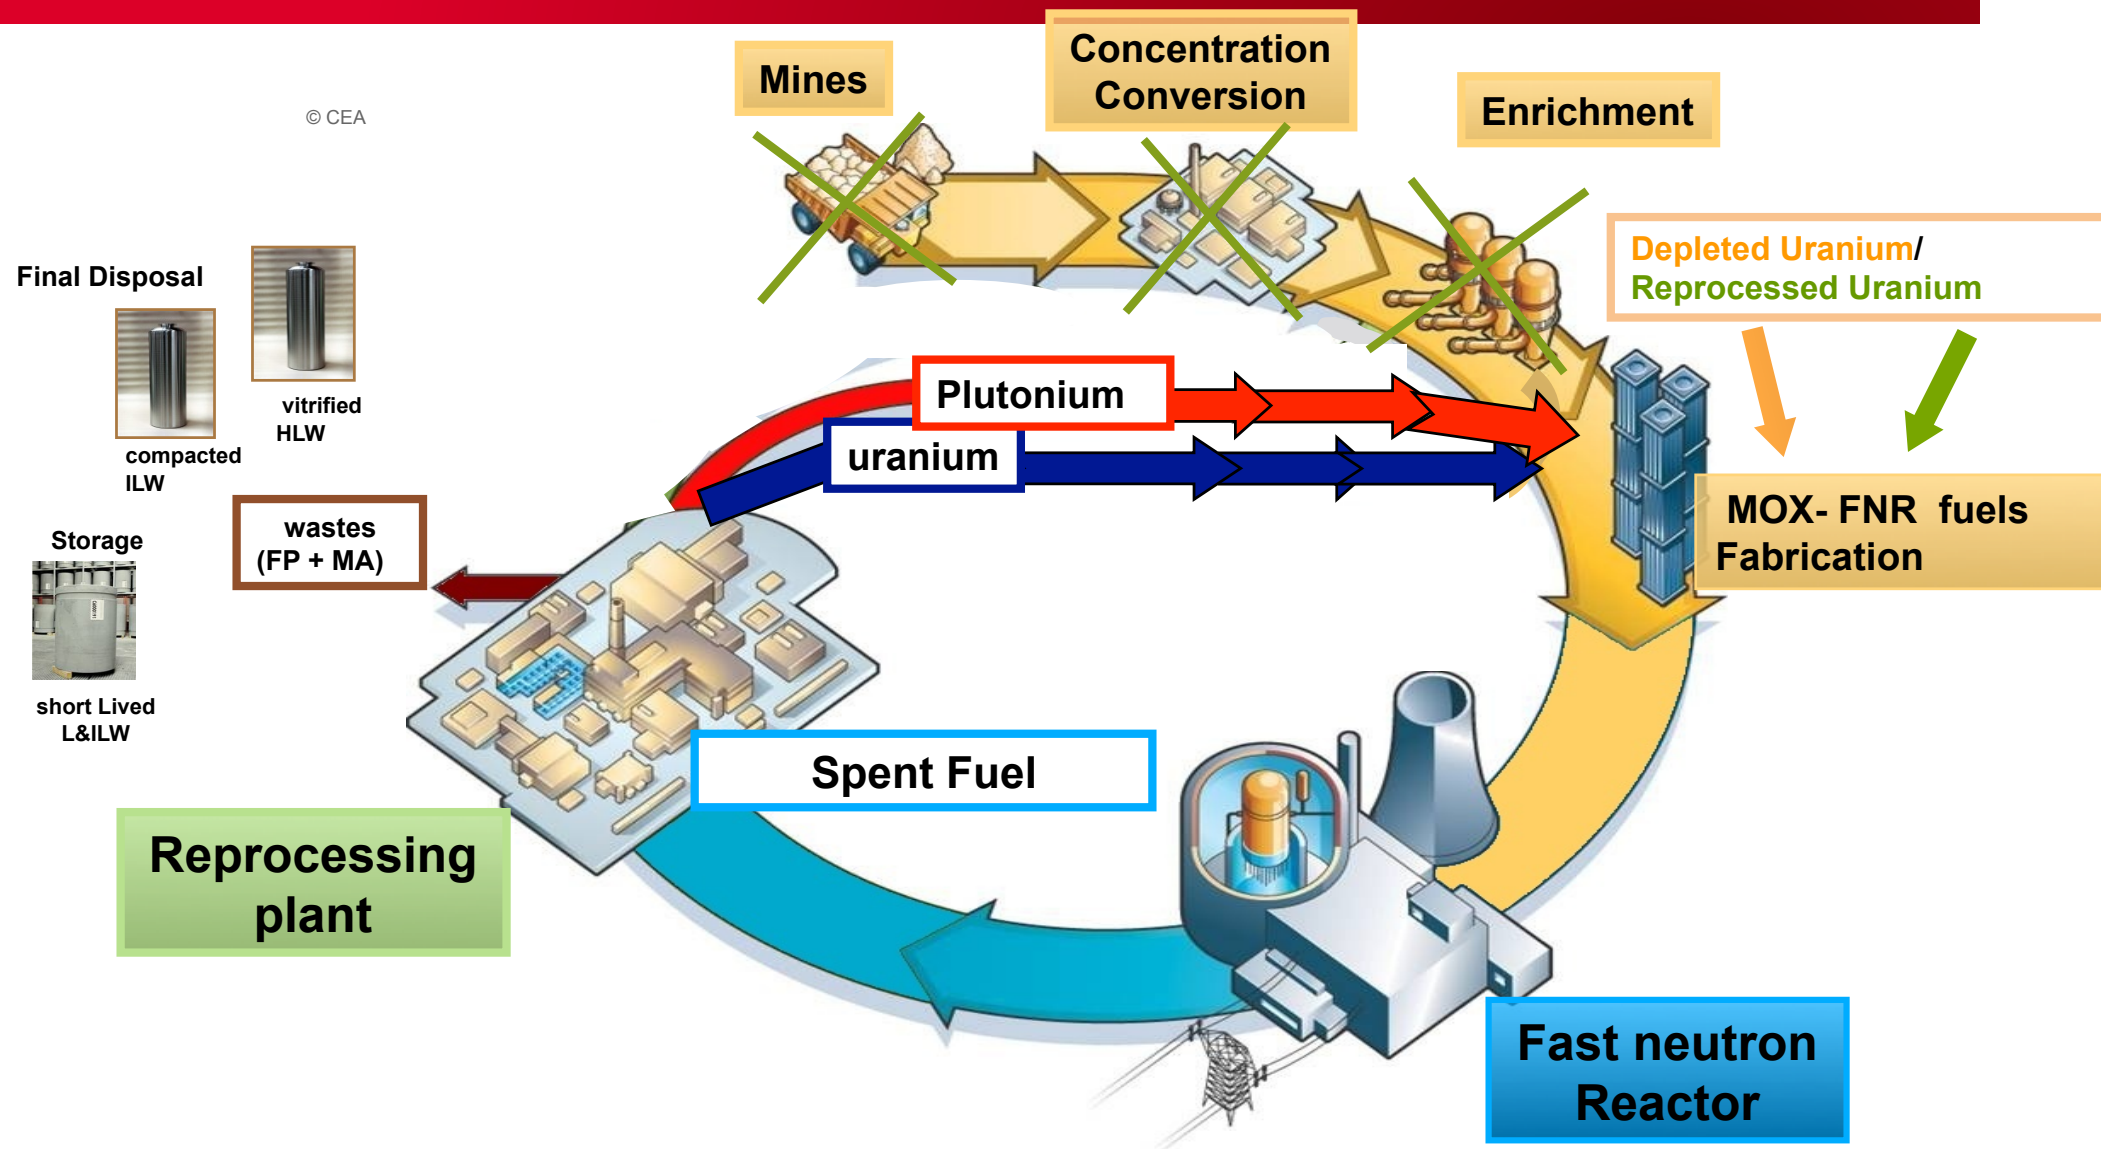 Concentration
Conversion
Mines
Enrichment
© CEA
Depleted Uranium/
Reprocessed Uranium
Final Disposal
vitrified
HLW
compacted
ILW
Plutonium
uranium
wastes
(FP + MA)
Storage
short Lived
L&ILW
MOX- FNR fuels
Fabrication
Spent Fuel
Reprocessing
plant
Fast neutron
Reactor